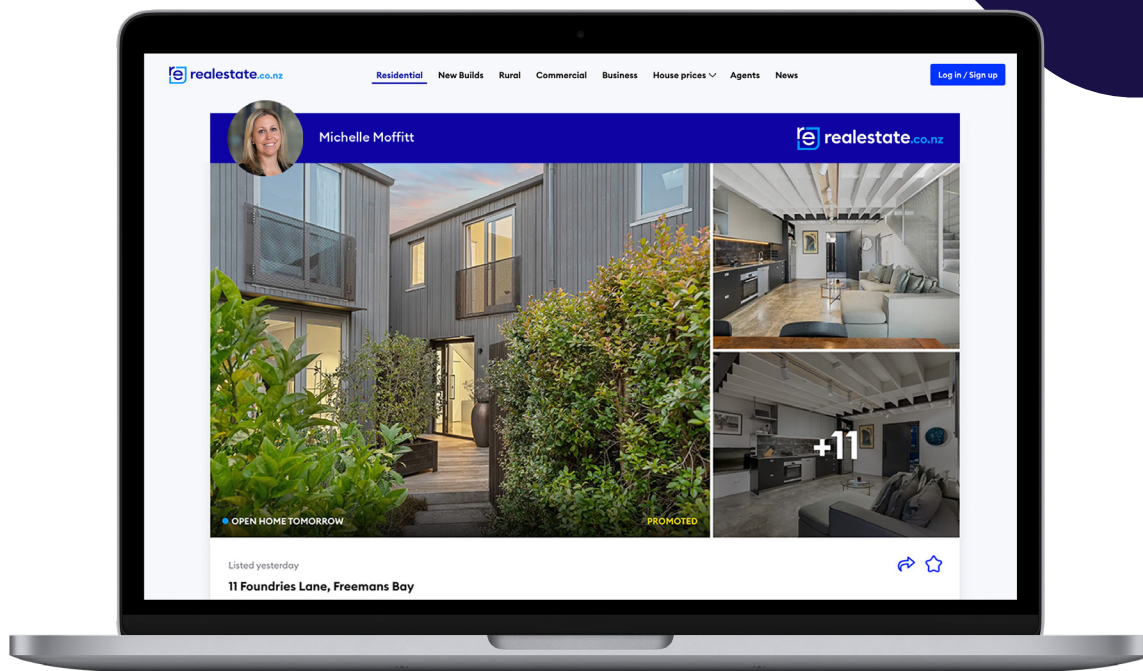 realestate.co.nz
Residential New Builds Rural Commercial Business House prices Agents News
Log in / Sign up
Michelle Moffitt
realestate.co.nz
+11
OPEN HOME TOMORROW
PROMOTED
Listed yesterday
11 Foundries Lane, Freemans Bay